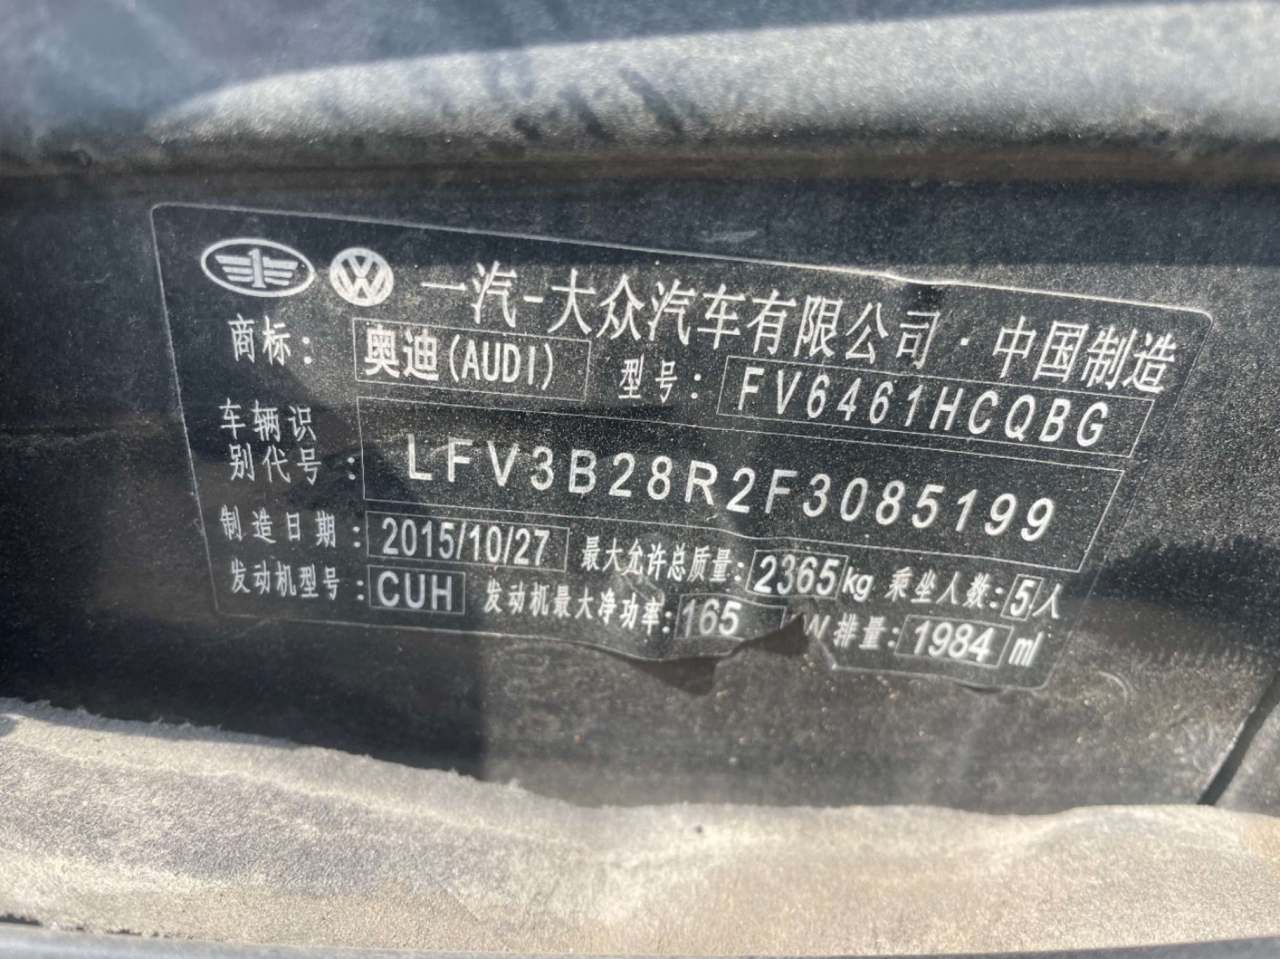 一汽-大众汽车有限公司·中国制造
商标: 奥迪(AUDI) 型号: FV6461HCQBG
车辆识别代号: LFV3B28R2F3085199
制造日期: 2015/10/27 最大允许总质量: 2365kg 乘坐人数: 5人
发动机型号: CUH 发动机最大净功率: 165 W 排量: 1984 ml